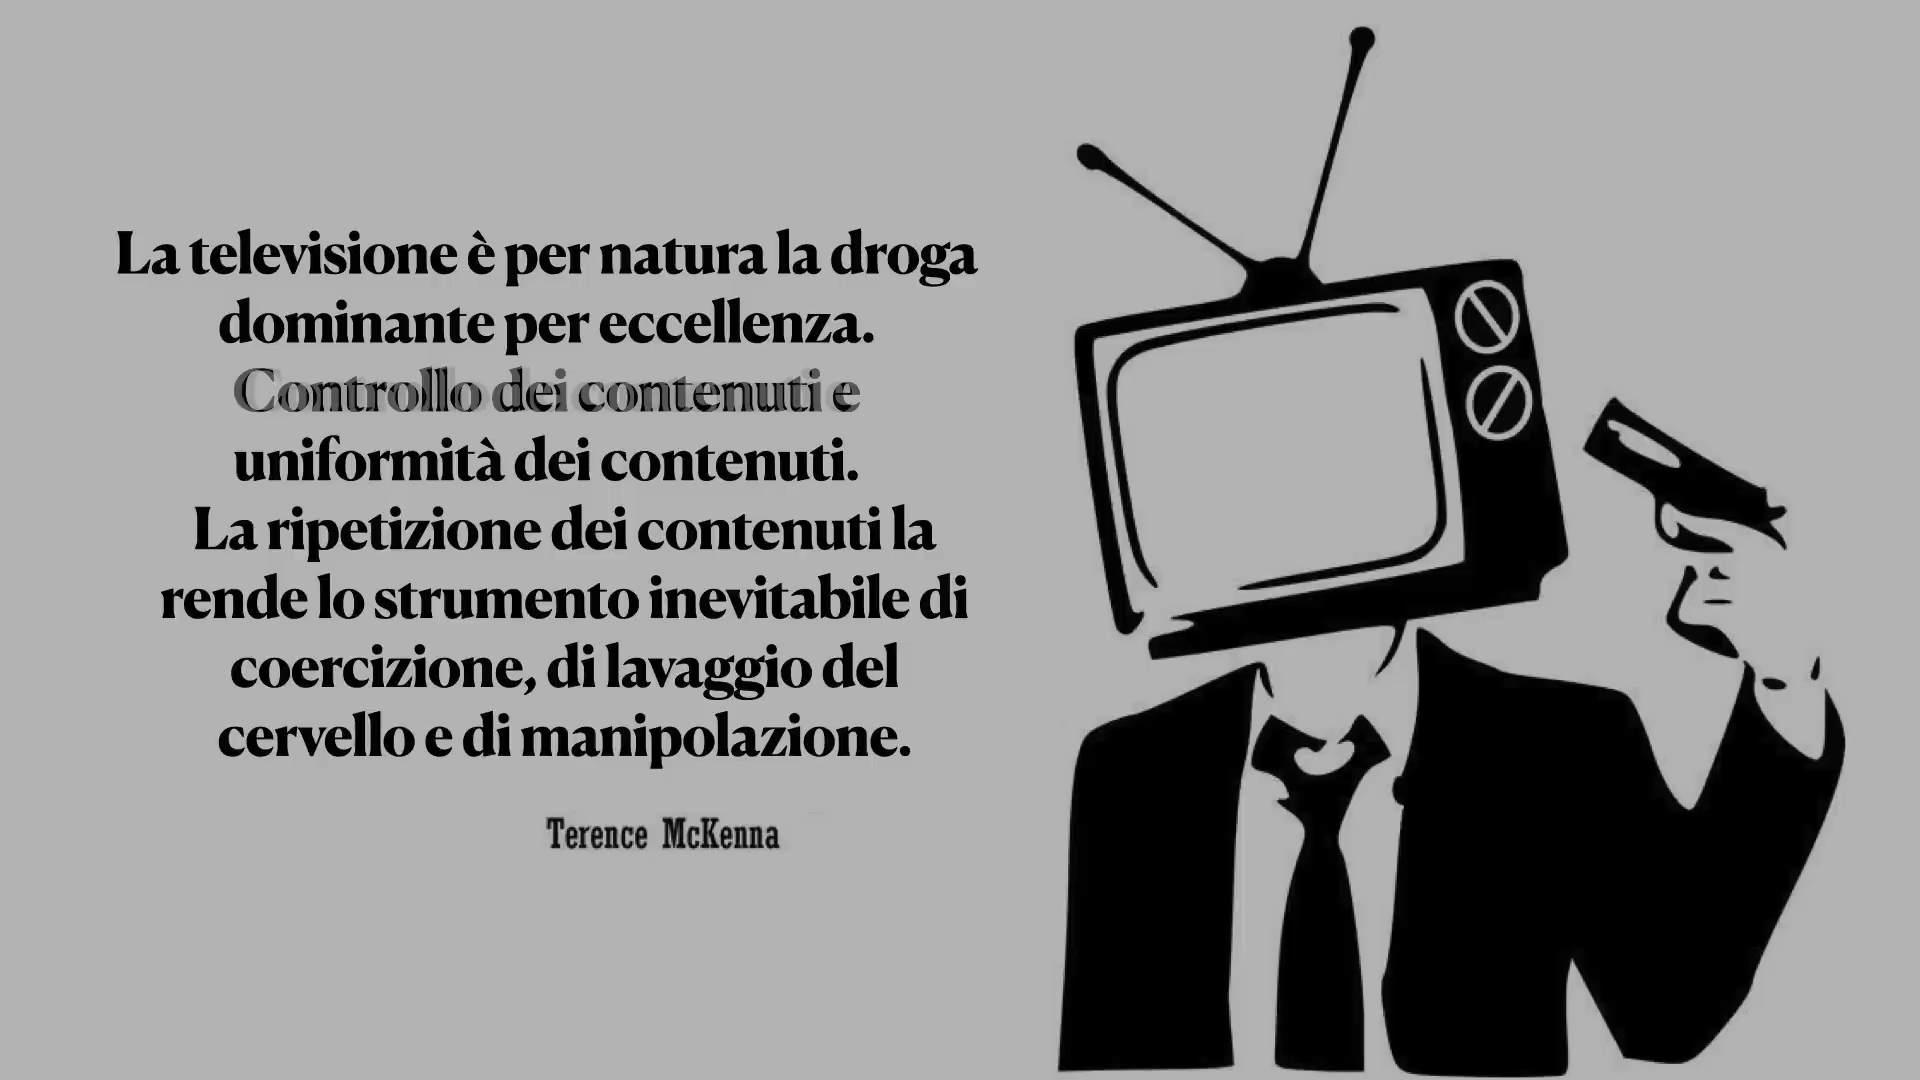 La televisione è per natura la droga
dominante per eccellenza.
Controllo dei contenuti e
uniformità dei contenuti.
La ripetizione dei contenuti la
rende lo strumento inevitabile di
coercizione, di lavaggio del
cervello e di manipolazione.
Terence McKenna